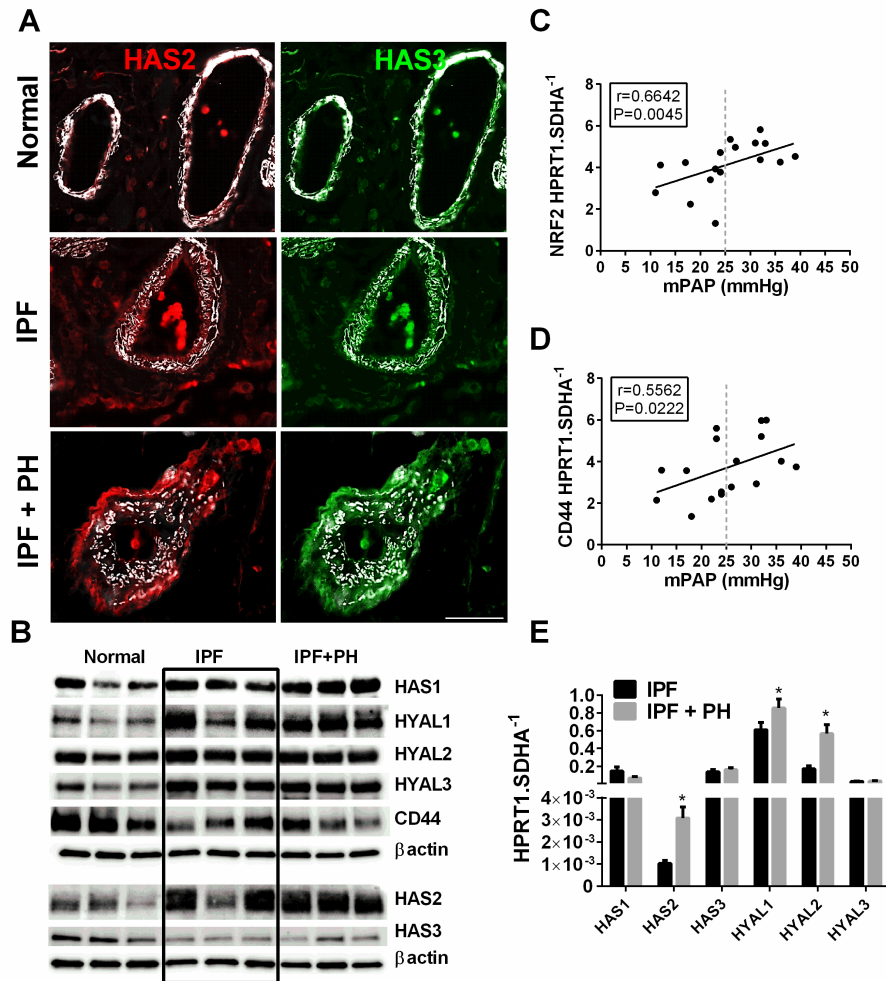 A
HAS2
HAS3
Normal
IPF
IPF + PH
B
Normal IPF IPF+PH
HAS1
HYAL1
HYAL2
HYAL3
CD44
β actin
HAS2
HAS3
β actin
C
NRF2 HPRT1.SDHA⁻¹
r=0.6642
P=0.0045
8
6
4
2
0
0 5 10 15 20 25 30 35 40 45 50
mPAP (mmHg)
D
CD44 HPRT1.SDHA⁻¹
r=0.5562
P=0.0222
8
6
4
2
0
0 5 10 15 20 25 30 35 40 45 50
mPAP (mmHg)
E
IPF
IPF + PH
HPRT1.SDHA⁻¹
1.0
0.8
0.6
0.4
0.2
4×10⁻³
3×10⁻³
2×10⁻³
1×10⁻³
0
* * *
HAS1 HAS2 HAS3 HYAL1 HYAL2 HYAL3